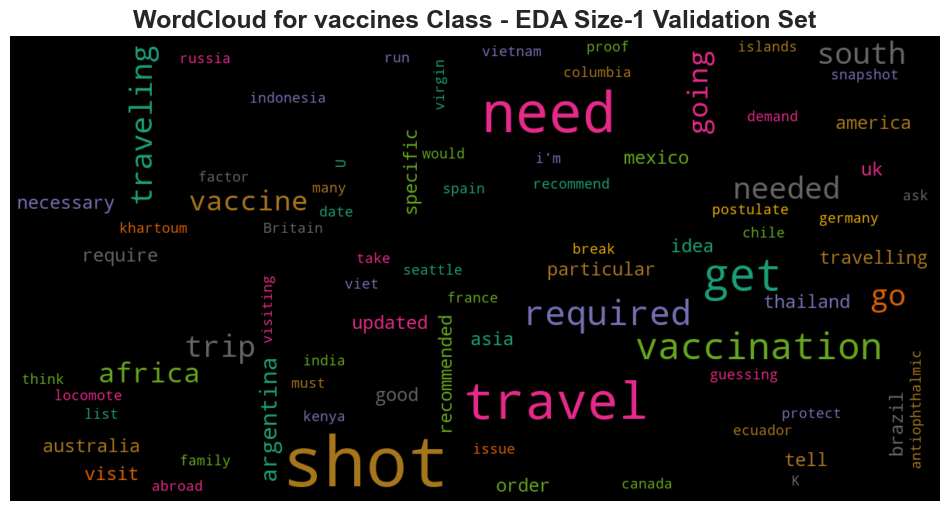 WordCloud for vaccines Class - EDA Size-1 Validation Set
traveling
russia
indonesia
run
virgin
vietnam
proof
columbia
need
going
islands
south
snapshot
demand
america
factor
U
specific
would
i'm
mexico
uk
necessary
vaccine
many
date
spain
recommend
needed
ask
postulate
germany
khartoum
Britain
chile
require
take
seattle
break
particular
idea
travelling
visiting
viet
france
get
thailand
go
trip
updated
required
asia
vaccination
africa
think
locomote
list
india
must
kenya
good
recommended
travel
guessing
protect
brazil
antiophthalmic
argentina
australia
visit
family
abroad
shot
issue
order
canada
ecuador
tell
K